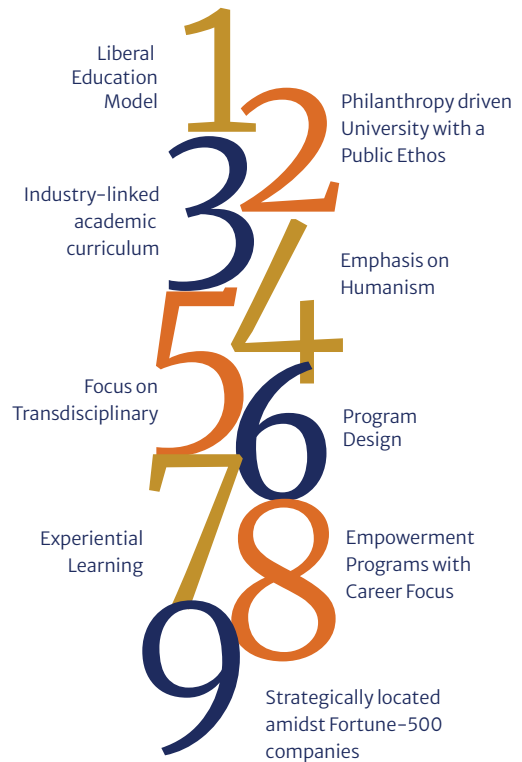 1
Liberal
Education
Model
2
Philanthropy driven
University with a
Public Ethos
3
Industry-linked
academic
curriculum
4
Emphasis on
Humanism
5
Focus on
Transdisciplinary
6
Program
Design
7
Experiential
Learning
8
Empowerment
Programs with
Career Focus
9
Strategically located
amidst Fortune-500
companies